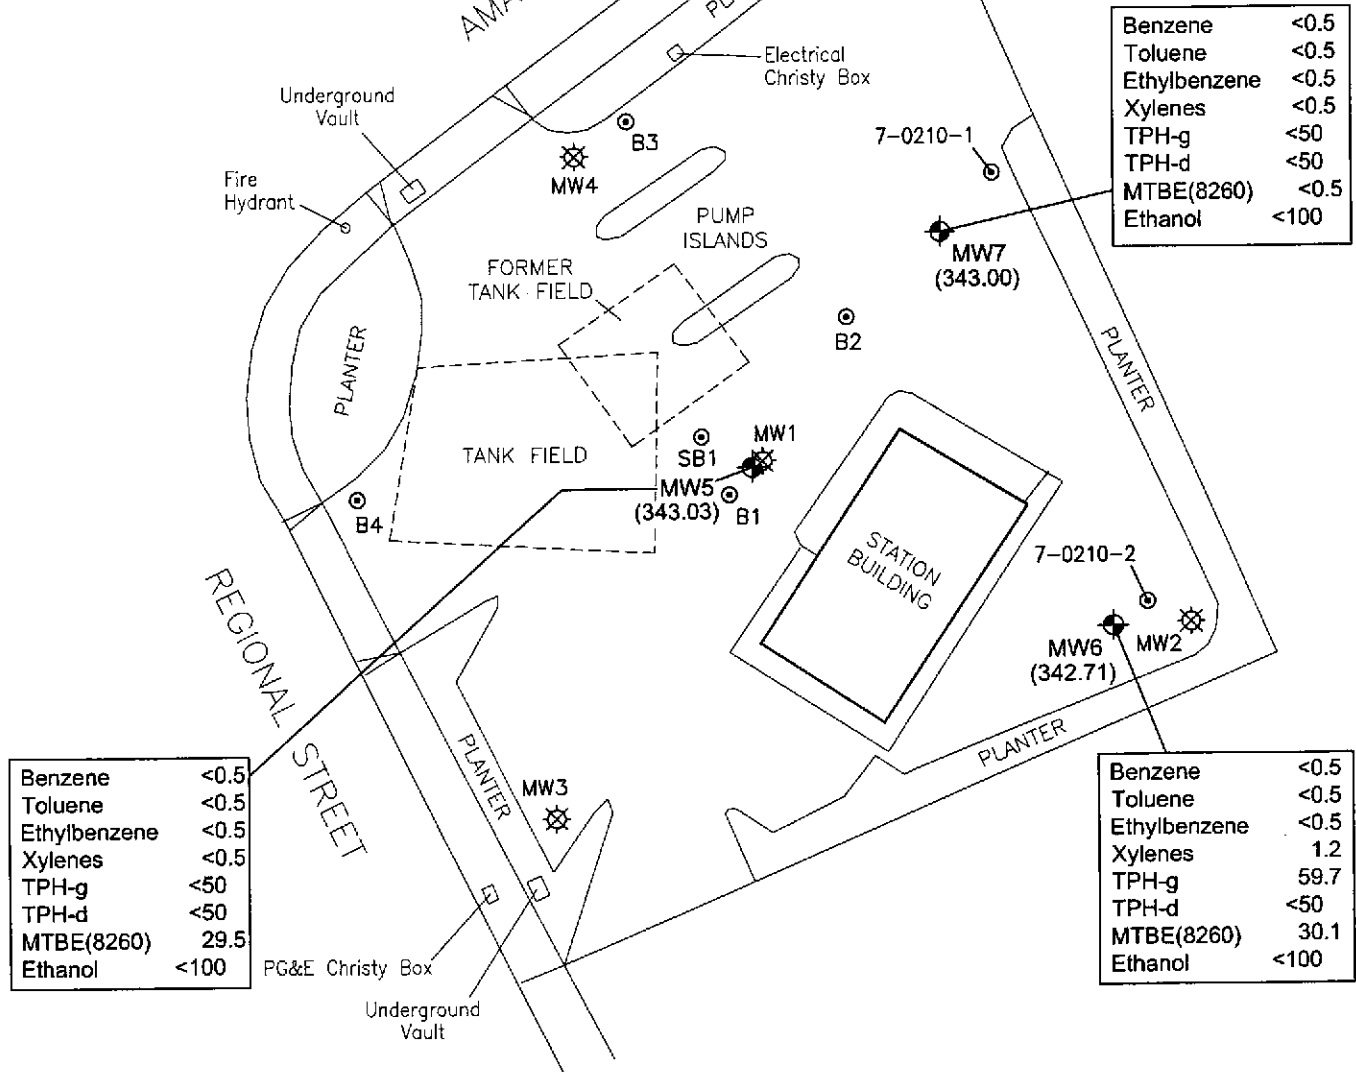 AMA
PL
Electrical
Christy Box
Underground
Vault
Fire
Hydrant
B3
MW4
7-0210-1
PUMP
ISLANDS
FORMER
TANK FIELD
MW7
(343.00)
B2
PLANTER
PLANTER
TANK FIELD
SB1
MW1
MW5
(343.03)
B1
B4
STATION
BUILDING
7-0210-2
MW6
(342.71)
MW2
REGIONAL STREET
PLANTER
PLANTER
MW3
PG&E Christy Box
Underground
Vault
Benzene <0.5
Toluene <0.5
Ethylbenzene <0.5
Xylenes <0.5
TPH-g <50
TPH-d <50
MTBE(8260) <0.5
Ethanol <100
Benzene <0.5
Toluene <0.5
Ethylbenzene <0.5
Xylenes <0.5
TPH-g <50
TPH-d <50
MTBE(8260) 29.5
Ethanol <100
Benzene <0.5
Toluene <0.5
Ethylbenzene <0.5
Xylenes 1.2
TPH-g 59.7
TPH-d <50
MTBE(8260) 30.1
Ethanol <100